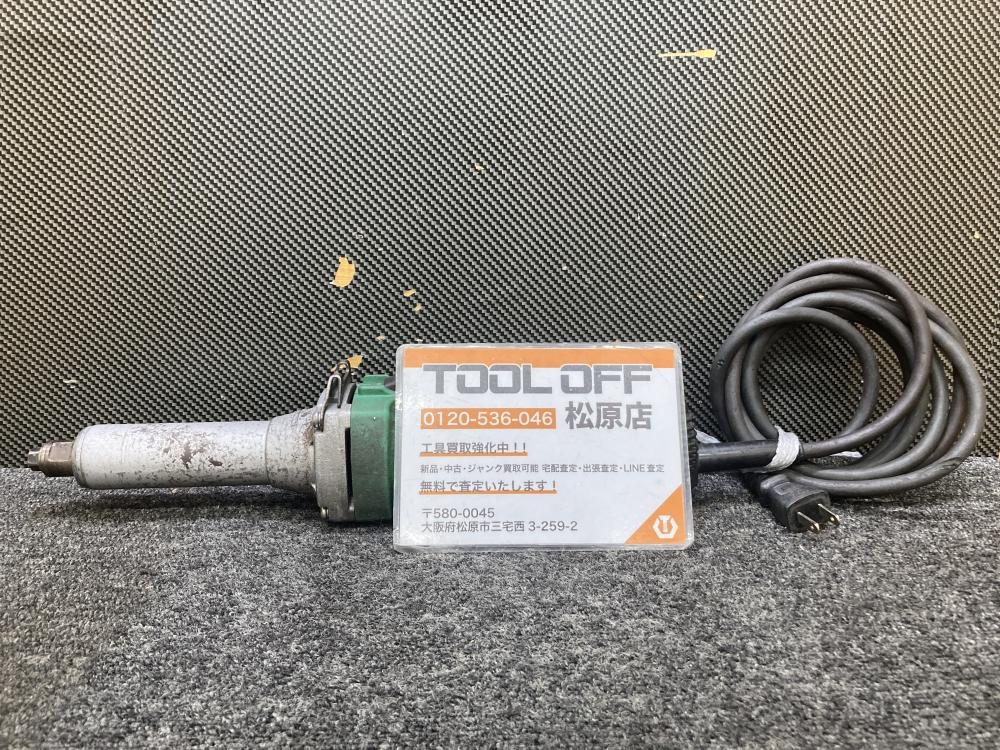 TOOL OFF
0120-536-046 松原店
工具買取強化中!!
新品・中古・ジャンク買取可能 宅配査定・出張査定・LINE査定
無料で査定いたします!
〒580-0045
大阪府松原市三宅西 3-259-2